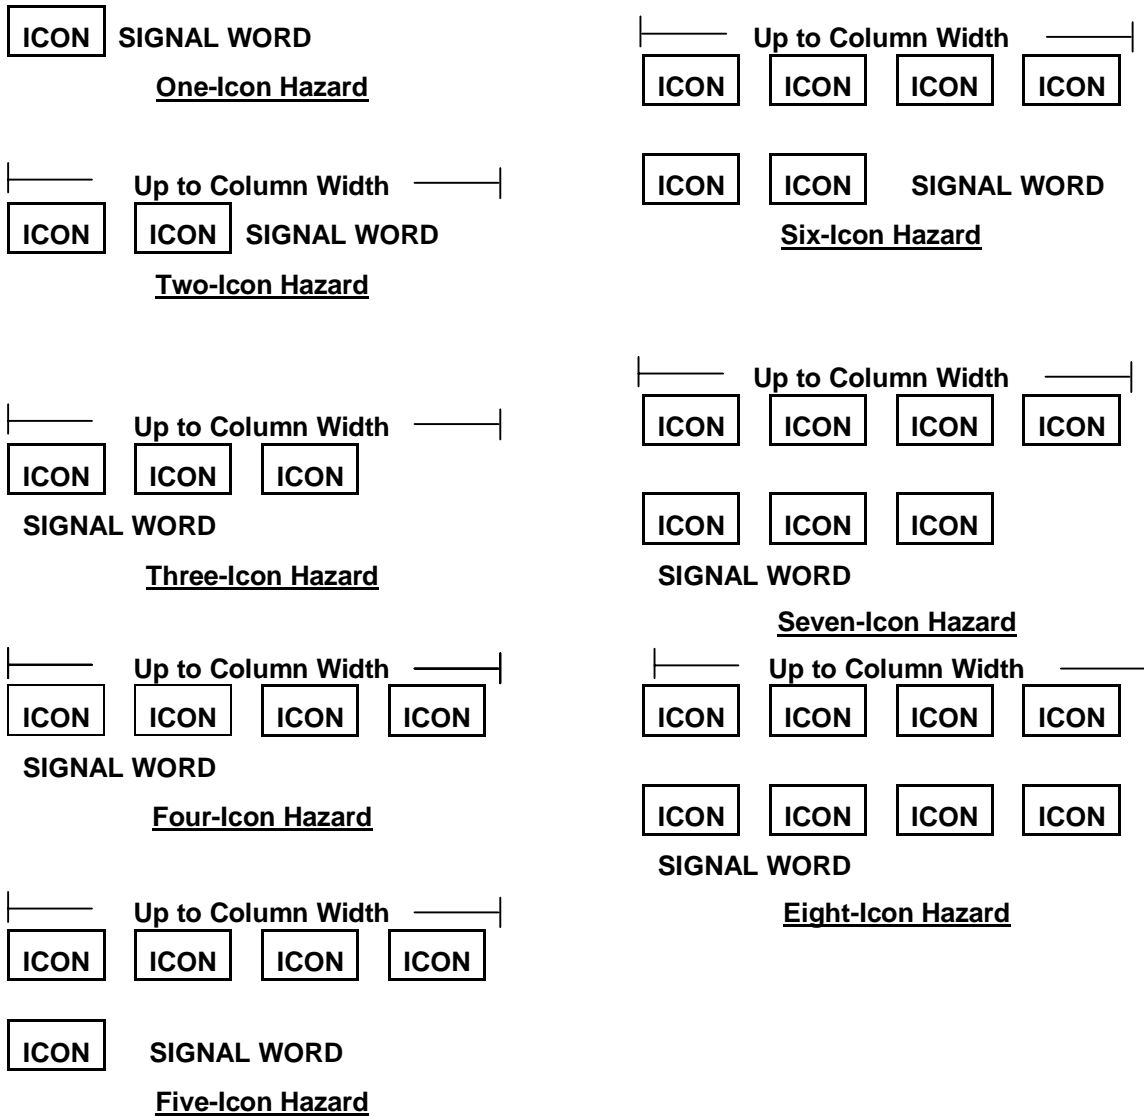 ICON SIGNAL WORD
One-Icon Hazard
Up to Column Width
ICON ICON SIGNAL WORD
Two-Icon Hazard
Up to Column Width
ICON ICON ICON
SIGNAL WORD
Three-Icon Hazard
Up to Column Width
ICON ICON ICON ICON
SIGNAL WORD
Four-Icon Hazard
Up to Column Width
ICON ICON ICON ICON
ICON SIGNAL WORD
Five-Icon Hazard
Up to Column Width
ICON ICON ICON ICON
ICON ICON SIGNAL WORD
Six-Icon Hazard
Up to Column Width
ICON ICON ICON ICON
ICON ICON ICON
SIGNAL WORD
Seven-Icon Hazard
Up to Column Width
ICON ICON ICON ICON
ICON ICON ICON ICON
SIGNAL WORD
Eight-Icon Hazard